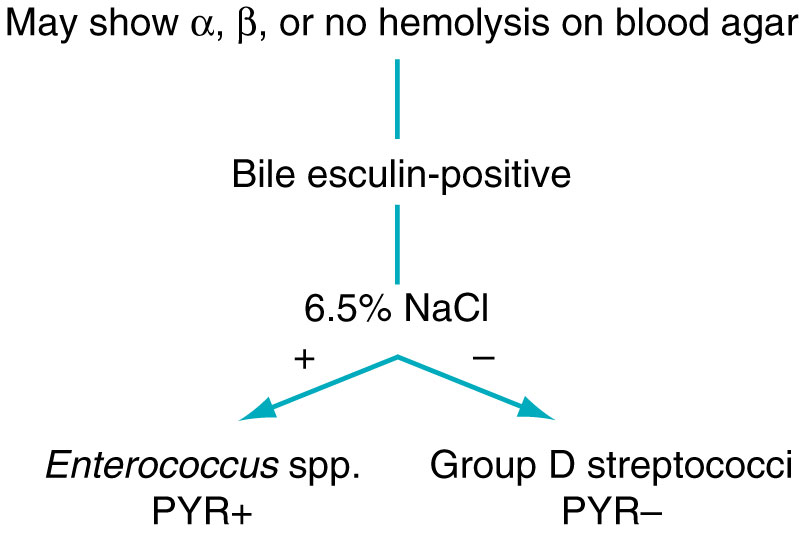 May show α, β, or no hemolysis on blood agar
Bile esculin-positive
6.5% NaCl
+ –
Enterococcus spp. Group D streptococci
PYR+ PYR–